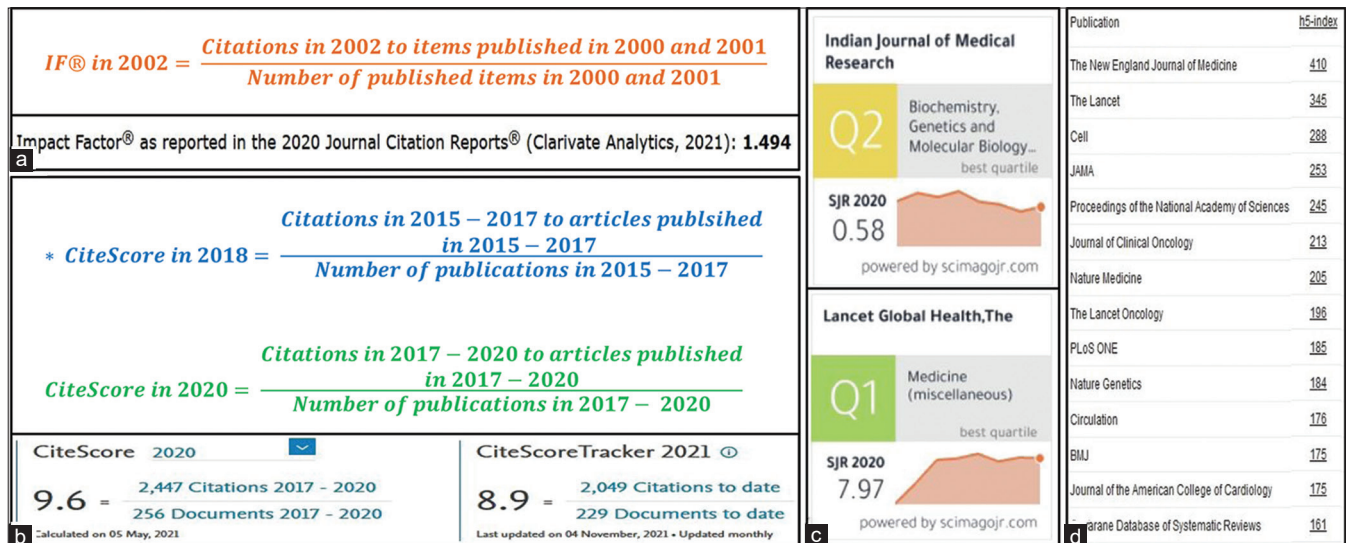 IF® in 2002 = Citations in 2002 to items published in 2000 and 2001 / Number of published items in 2000 and 2001
Impact Factor® as reported in the 2020 Journal Citation Reports® (Clarivate Analytics, 2021): 1.494
a
* CiteScore in 2018 = Citations in 2015 − 2017 to articles publsihed
in 2015 − 2017
Number of publications in 2015 − 2017
CiteScore in 2020 = Citations in 2017 − 2020 to articles published
in 2017 − 2020
Number of publications in 2017 − 2020
CiteScore 2020
9.6 = 2,447 Citations 2017 - 2020
256 Documents 2017 - 2020
Calculated on 05 May, 2021
CiteScoreTracker 2021
8.9 = 2,049 Citations to date
229 Documents to date
Last updated on 04 November, 2021 • Updated monthly
b
Indian Journal of Medical
Research
Q2
Biochemistry,
Genetics and
Molecular Biology...
best quartile
SJR 2020
0.58
powered by scimagojr.com
Lancet Global Health,The
Q1
Medicine
(miscellaneous)
best quartile
SJR 2020
7.97
powered by scimagojr.com
c
Publication h5-index
The New England Journal of Medicine 410
The Lancet 345
Cell 288
JAMA 253
Proceedings of the National Academy of Sciences 245
Journal of Clinical Oncology 213
Nature Medicine 205
The Lancet Oncology 196
PLoS ONE 185
Nature Genetics 184
Circulation 176
BMJ 175
Journal of the American College of Cardiology 175
Database of Systematic Reviews 161
d